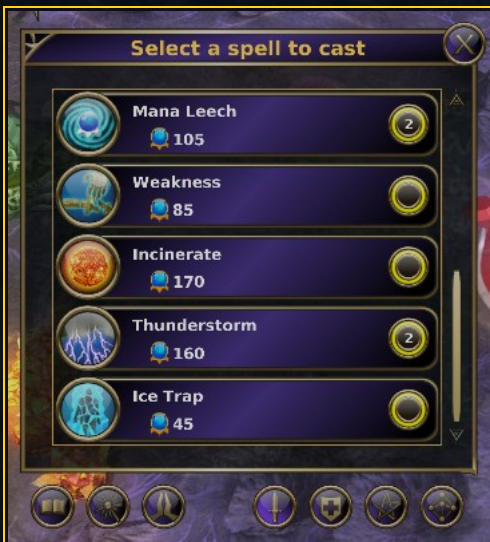 Select a spell to cast
Mana Leech
105
2
Weakness
85
Incinerate
170
Thunderstorm
160
2
Ice Trap
45